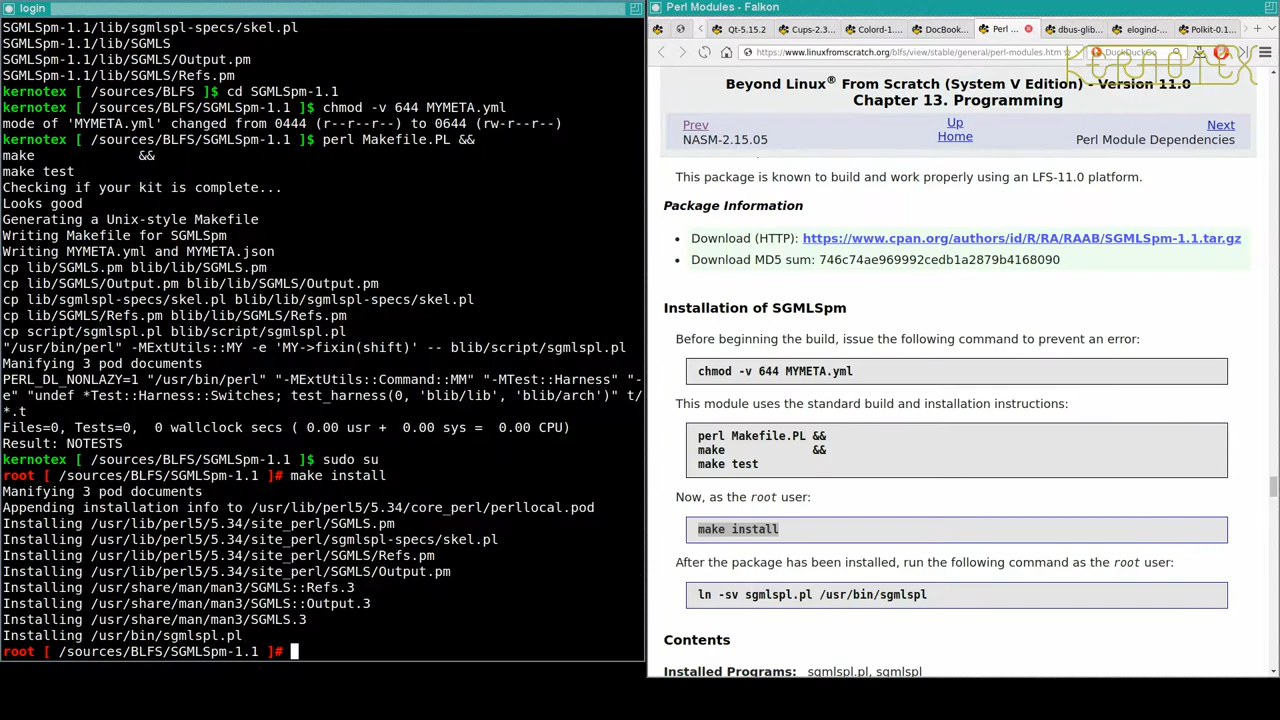 login
SGMLSpm-1.1/lib/sgmlspl-specs/skel.pl
SGMLSpm-1.1/lib/SGMLS
SGMLSpm-1.1/lib/SGMLS/Output.pm
SGMLSpm-1.1/lib/SGMLS/Refs.pm
kernotex [ /sources/BLFS ]$ cd SGMLSpm-1.1
kernotex [ /sources/BLFS/SGMLSpm-1.1 ]$ chmod -v 644 MYMETA.yml
mode of 'MYMETA.yml' changed from 0444 (r--r--r--) to 0644 (rw-r--r--)
kernotex [ /sources/BLFS/SGMLSpm-1.1 ]$ perl Makefile.PL &&
make             &&
make test
Checking if your kit is complete...
Looks good
Generating a Unix-style Makefile
Writing Makefile for SGMLSpm
Writing MYMETA.yml and MYMETA.json
cp lib/SGMLS.pm blib/lib/SGMLS.pm
cp lib/SGMLS/Output.pm blib/lib/SGMLS/Output.pm
cp lib/sgmlspl-specs/skel.pl blib/lib/sgmlspl-specs/skel.pl
cp lib/SGMLS/Refs.pm blib/lib/SGMLS/Refs.pm
cp script/sgmlspl.pl blib/script/sgmlspl.pl
"/usr/bin/perl" -MExtUtils::MY -e 'MY->fixin(shift)' -- blib/script/sgmlspl.pl
Manifying 3 pod documents
PERL_DL_NONLAZY=1 "/usr/bin/perl" "-MExtUtils::Command::MM" "-MTest::Harness" "-
e" "undef *Test::Harness::Switches; test_harness(0, 'blib/lib', 'blib/arch')" t/
*.t
Files=0, Tests=0,  0 wallclock secs ( 0.00 usr +  0.00 sys =  0.00 CPU)
Result: NOTESTS
kernotex [ /sources/BLFS/SGMLSpm-1.1 ]$ sudo su
root [ /sources/BLFS/SGMLSpm-1.1 ]# make install
Manifying 3 pod documents
Appending installation info to /usr/lib/perl5/5.34/core_perl/perllocal.pod
Installing /usr/lib/perl5/5.34/site_perl/SGMLS.pm
Installing /usr/lib/perl5/5.34/site_perl/sgmlspl-specs/skel.pl
Installing /usr/lib/perl5/5.34/site_perl/SGMLS/Refs.pm
Installing /usr/lib/perl5/5.34/site_perl/SGMLS/Output.pm
Installing /usr/share/man/man3/SGMLS::Refs.3
Installing /usr/share/man/man3/SGMLS::Output.3
Installing /usr/share/man/man3/SGMLS.3
Installing /usr/bin/sgmlspl.pl
root [ /sources/BLFS/SGMLSpm-1.1 ]#
Perl Modules - Falkon
Qt-5.15.2 Cups-2.3... Colord-1.... DocBook... Perl ... dbus-glib... elogind-... Polkit-0.1...
https://www.linuxfromscratch.org/blfs/view/stable/general/perl-modules.htm DuckDuckGo
KERNOTEX
Beyond Linux® From Scratch (System V Edition) - Version 11.0
Chapter 13. Programming
Prev Up Next
NASM-2.15.05 Home Perl Module Dependencies
This package is known to build and work properly using an LFS-11.0 platform.
Package Information
• Download (HTTP): https://www.cpan.org/authors/id/R/RA/RAAB/SGMLSpm-1.1.tar.gz
• Download MD5 sum: 746c74ae969992cedb1a2879b4168090
Installation of SGMLSpm
Before beginning the build, issue the following command to prevent an error:
chmod -v 644 MYMETA.yml
This module uses the standard build and installation instructions:
perl Makefile.PL &&
make             &&
make test
Now, as the root user:
make install
After the package has been installed, run the following command as the root user:
ln -sv sgmlspl.pl /usr/bin/sgmlspl
Contents
Installed Programs: sgmlspl.pl, sgmlspl